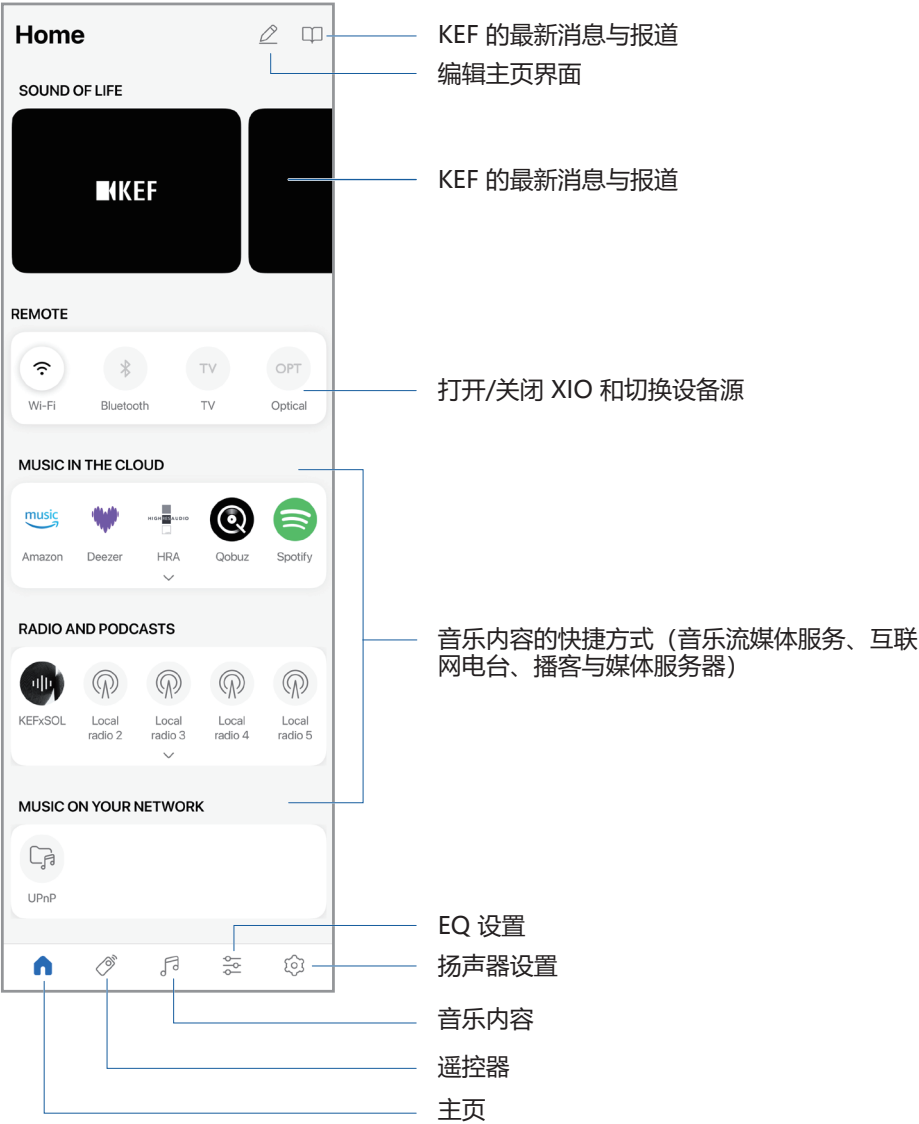 Home
KEF 的最新消息与报道
编辑主页界面
SOUND OF LIFE
KEF
KEF 的最新消息与报道
REMOTE
TV
OPT
Wi-Fi
Bluetooth
TV
Optical
打开/关闭 XIO 和切换设备源
MUSIC IN THE CLOUD
music
HIGHRESAUDIO
Amazon
Deezer
HRA
Qobuz
Spotify
RADIO AND PODCASTS
音乐内容的快捷方式（音乐流媒体服务、互联
网电台、播客与媒体服务器）
KEFxSOL
Local
radio 2
Local
radio 3
Local
radio 4
Local
radio 5
MUSIC ON YOUR NETWORK
UPnP
EQ 设置
扬声器设置
音乐内容
遥控器
主页